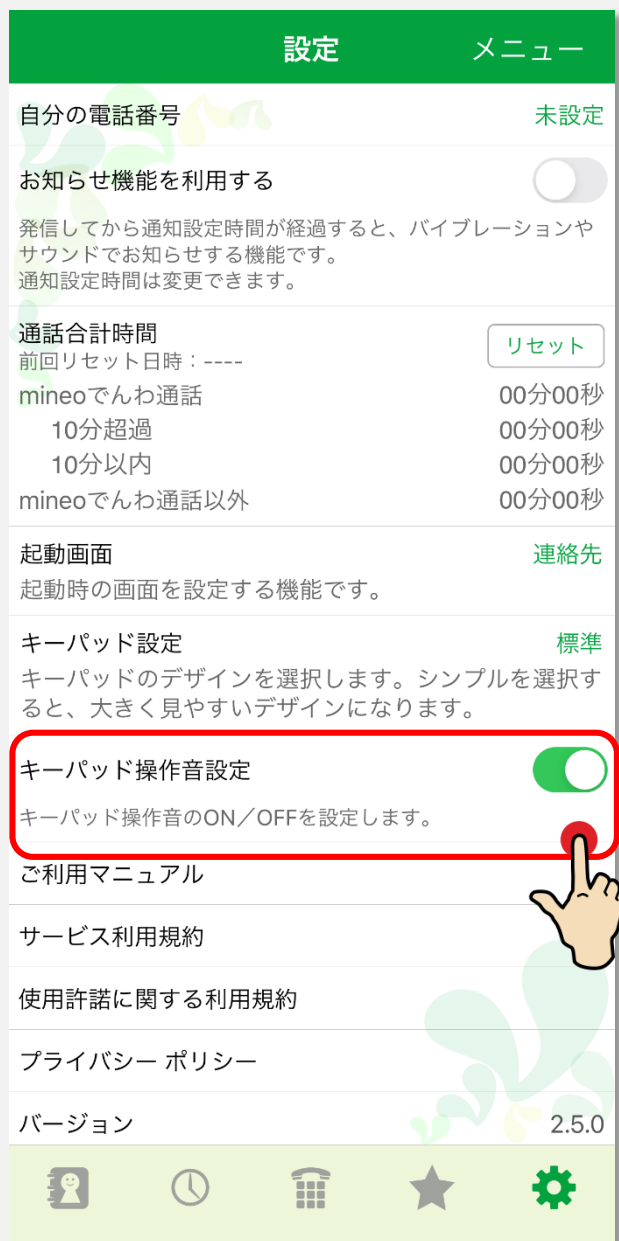 設定
メニュー
自分の電話番号
未設定
お知らせ機能を利用する
発信してから通知設定時間が経過すると、バイブレーションや
サウンドでお知らせする機能です。
通知設定時間は変更できます。
通話合計時間
リセット
前回リセット日時：----
mineoでんわ通話 00分00秒
10分超過 00分00秒
10分以内 00分00秒
mineoでんわ通話以外 00分00秒
起動画面
連絡先
起動時の画面を設定する機能です。
キーパッド設定
標準
キーパッドのデザインを選択します。シンプルを選択す
ると、大きく見やすいデザインになります。
キーパッド操作音設定
キーパッド操作音のON／OFFを設定します。
ご利用マニュアル
サービス利用規約
使用許諾に関する利用規約
プライバシー ポリシー
バージョン 2.5.0